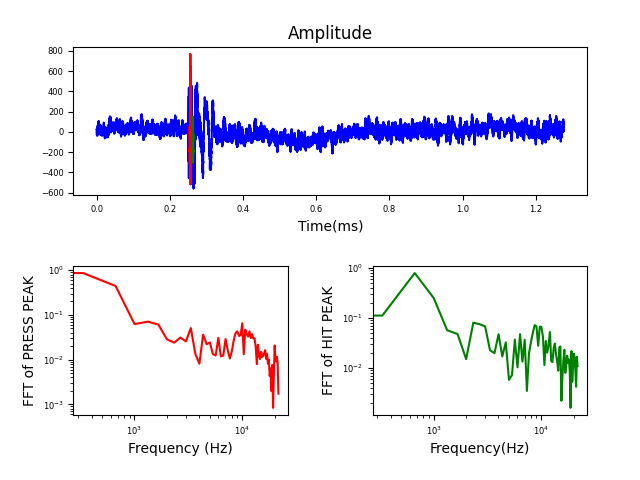 Amplitude
800
600
400
200
0
−200
−400
−600
0.0 0.2 0.4 0.6 0.8 1.0 1.2
Time(ms)
FFT of PRESS PEAK
10⁰
10⁻¹
10⁻²
10⁻³
10³ 10⁴
Frequency (Hz)
FFT of HIT PEAK
10⁰
10⁻¹
10⁻²
10³ 10⁴
Frequency(Hz)